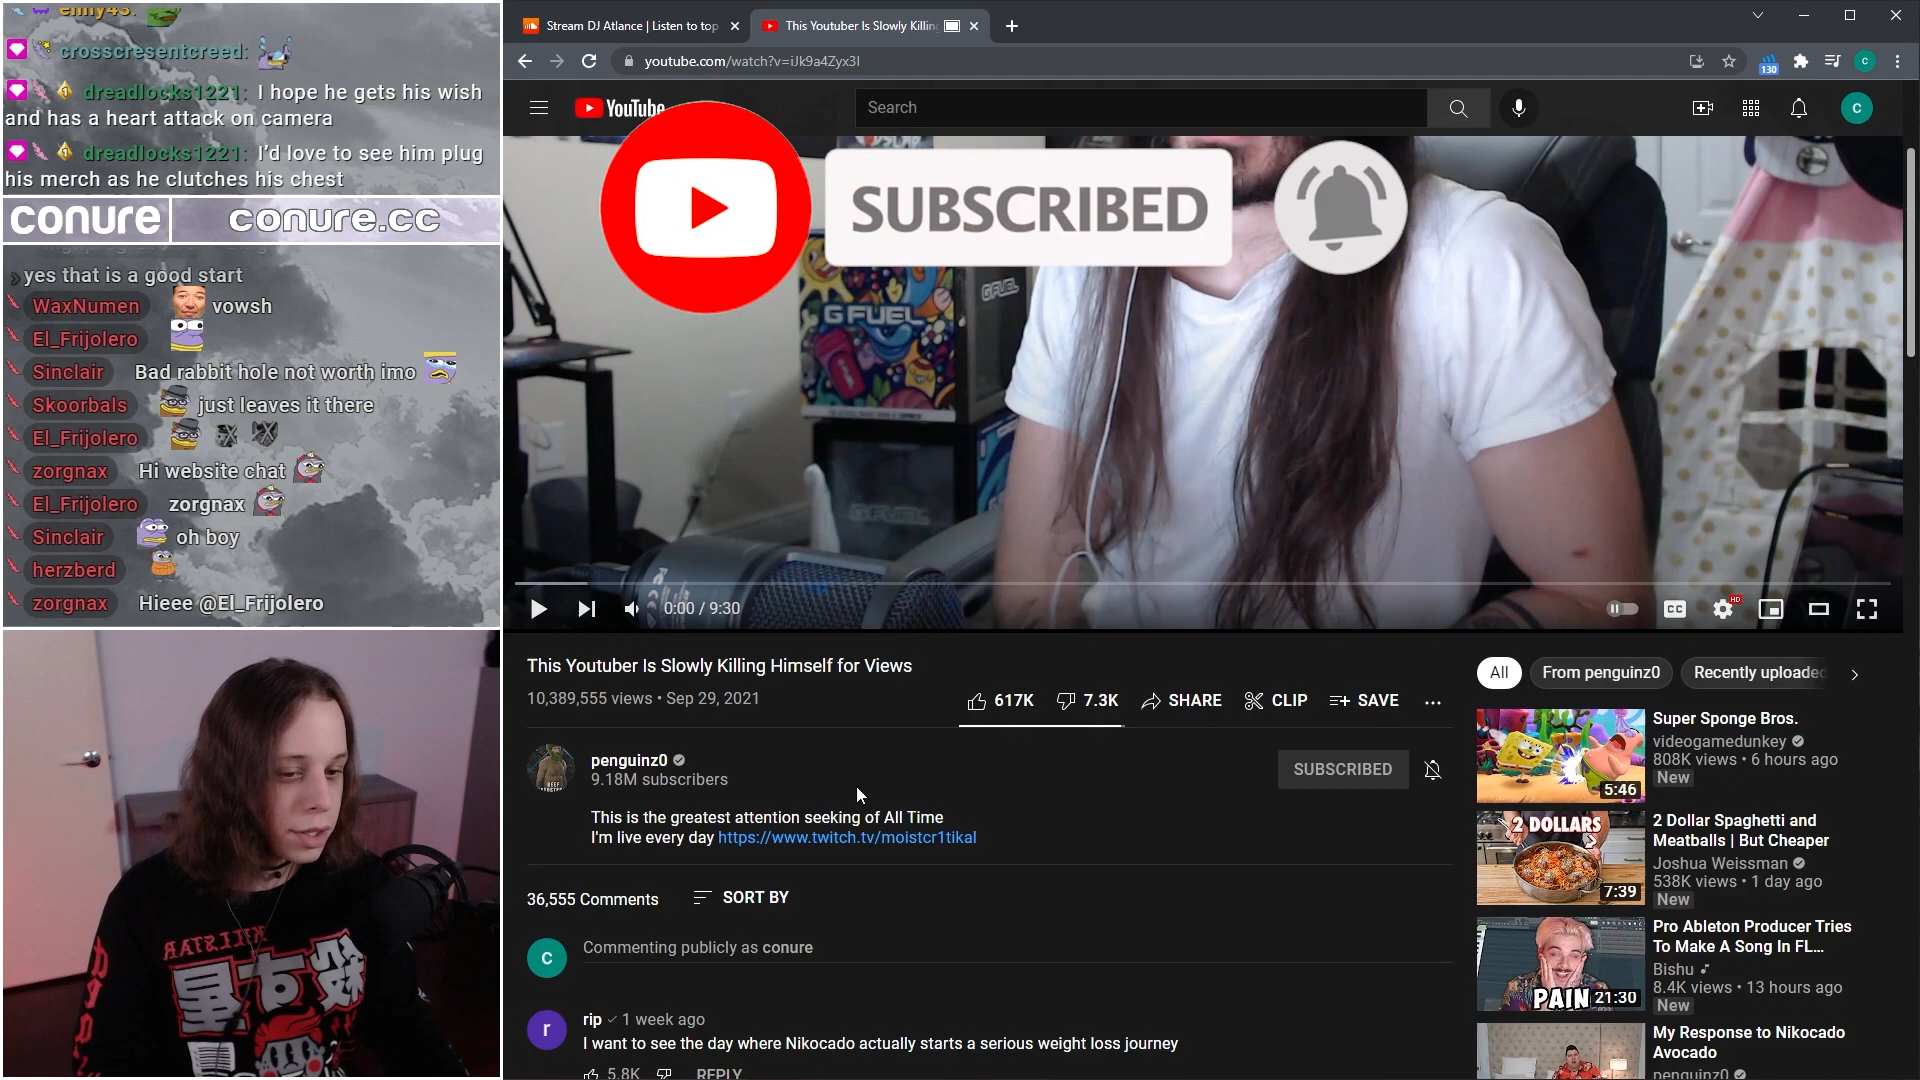 crosscresentcreed:
dreadlocks1221: I hope he gets his wish
and has a heart attack on camera
dreadlocks1221: I'd love to see him plug
his merch as he clutches his chest
conure
conure.cc
yes that is a good start
WaxNumen vowsh
El_Frijolero
Sinclair Bad rabbit hole not worth imo
Skoorbals just leaves it there
El_Frijolero
zorgnax Hi website chat
El_Frijolero zorgnax
Sinclair oh boy
herzberd
zorgnax Hieee @El_Frijolero
Stream DJ Atlance | Listen to top
This Youtuber Is Slowly Killing
youtube.com/watch?v=iJk9a4Zyx3I
130
C
YouTube
Search
C
SUBSCRIBED
G FUEL
GFUEL
0:00 / 9:30
CC
HD
This Youtuber Is Slowly Killing Himself for Views
10,389,555 views • Sep 29, 2021
617K
7.3K
SHARE
CLIP
SAVE
penguinz0
9.18M subscribers
SUBSCRIBED
This is the greatest attention seeking of All Time
I'm live every day https://www.twitch.tv/moistcr1tikal
36,555 Comments
SORT BY
C
Commenting publicly as conure
r
rip 1 week ago
I want to see the day where Nikocado actually starts a serious weight loss journey
5.8K
REPLY
All
From penguinz0
Recently uploaded
Super Sponge Bros.
videogamedunkey
808K views • 6 hours ago
New
5:46
2 DOLLARS
2 Dollar Spaghetti and
Meatballs | But Cheaper
Joshua Weissman
538K views • 1 day ago
New
7:39
Pro Ableton Producer Tries
To Make A Song In FL...
Bishu
8.4K views • 13 hours ago
New
PAIN
21:30
My Response to Nikocado
Avocado
penguinz0